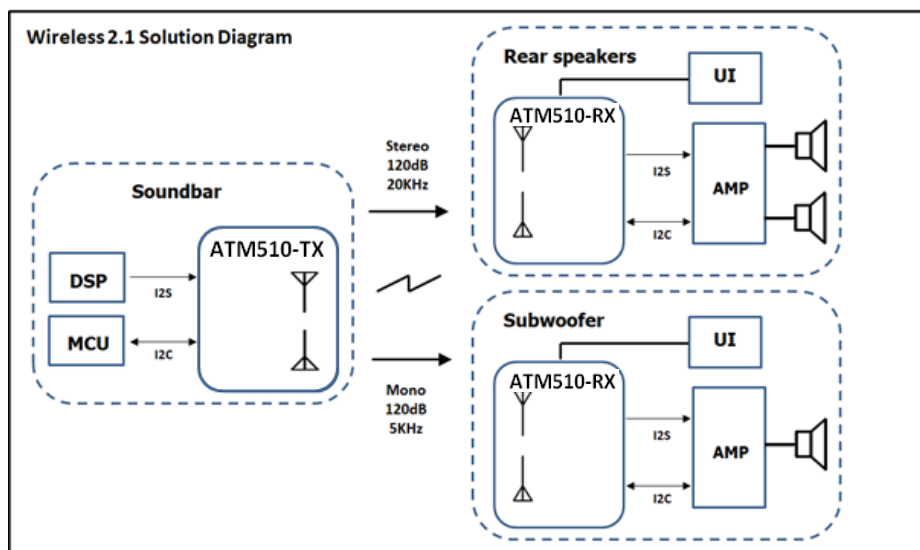 Wireless 2.1 Solution Diagram
Soundbar
ATM510-TX
DSP
I2S
MCU
I2C
Stereo
120dB
20KHz
Mono
120dB
5KHz
Rear speakers
UI
ATM510-RX
I2S
AMP
I2C
Subwoofer
UI
ATM510-RX
I2S
AMP
I2C